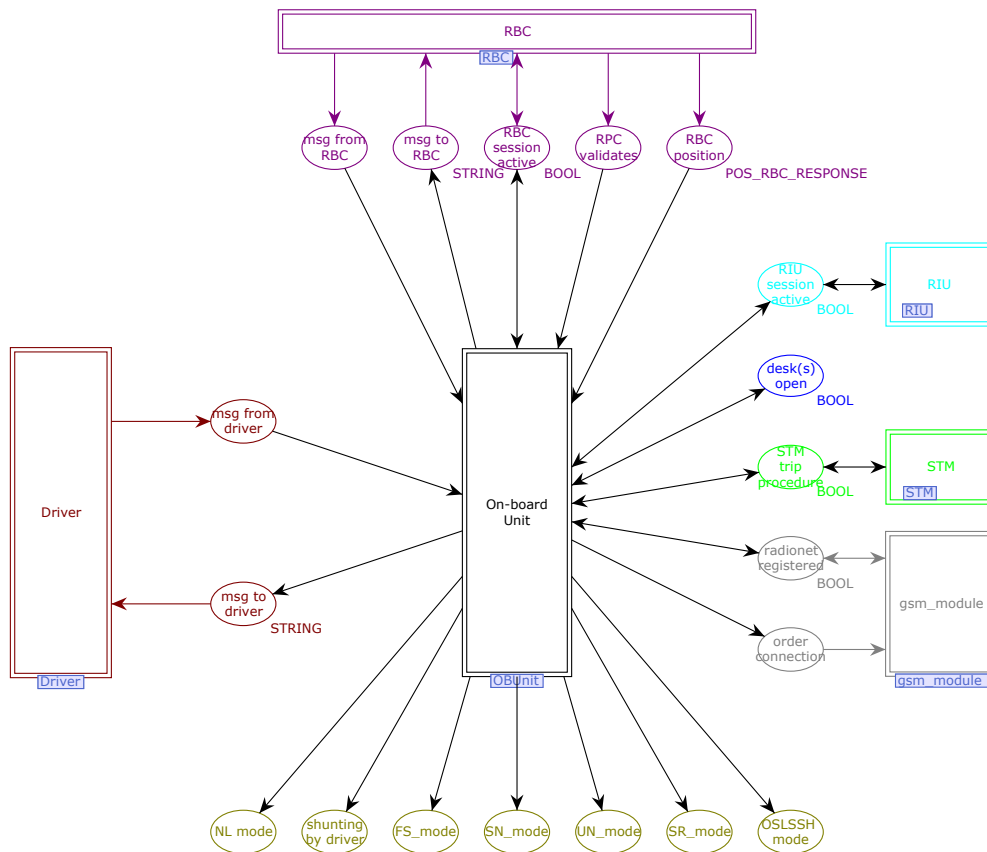 RBC
RBC
msg from
RBC
msg to
RBC
STRING
RBC
session
active
BOOL
RPC
validates
RBC
position
POS_RBC_RESPONSE
RIU
session
active
BOOL
RIU
RIU
desk(s)
open
BOOL
Driver
Driver
msg from
driver
msg to
driver
STRING
On-board
Unit
OBUnit
STM
trip
procedure
BOOL
STM
STM
radionet
registered
BOOL
order
connection
gsm_module
gsm_module
NL mode
shunting
by driver
FS_mode
SN_mode
UN_mode
SR_mode
OSLSSH
mode